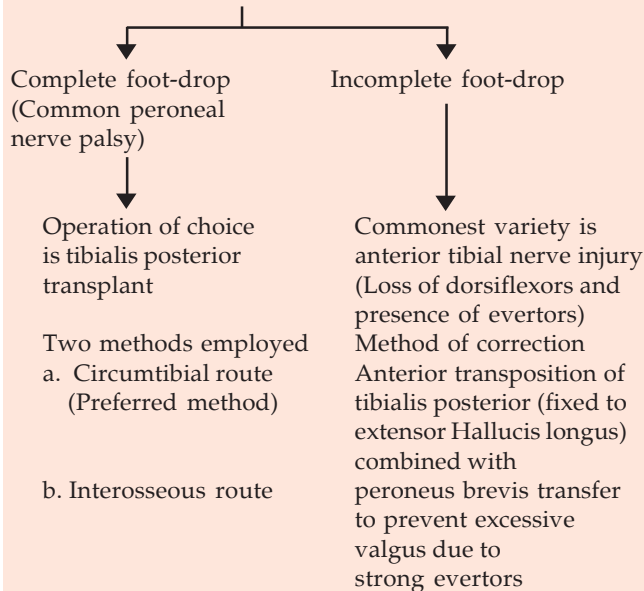 Complete foot-drop
(Common peroneal
nerve palsy)
Operation of choice
is tibialis posterior
transplant
Two methods employed
a. Circumtibial route
(Preferred method)
b. Interosseous route
Incomplete foot-drop
Commonest variety is
anterior tibial nerve injury
(Loss of dorsiflexors and
presence of evertors)
Method of correction
Anterior transposition of
tibialis posterior (fixed to
extensor Hallucis longus)
combined with
peroneus brevis transfer
to prevent excessive
valgus due to
strong evertors